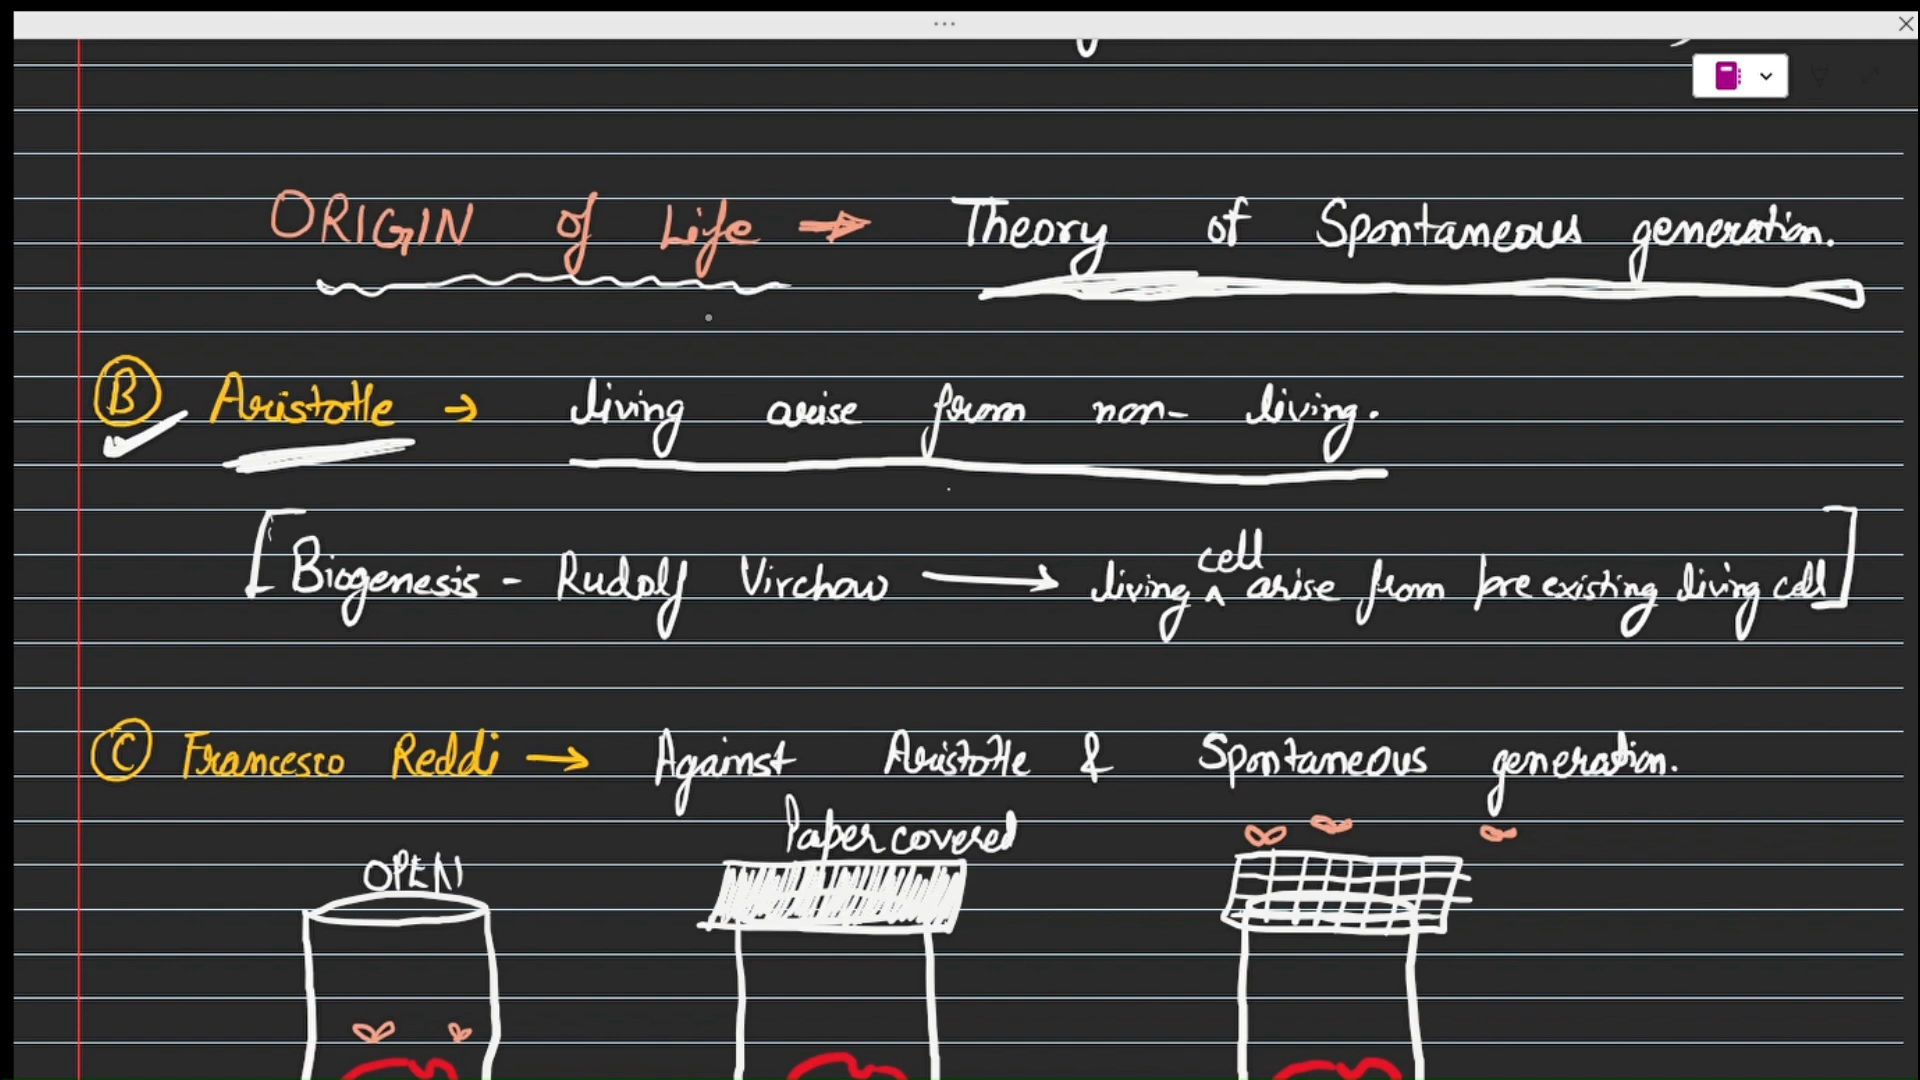 ORIGIN of Life → Theory of Spontaneous generation.
B Aristotle → living arise from non-living.
[Biogenesis - Rudolf Virchow → living cell arise from pre existing living cell]
C Francesco Reddi → Against Aristotle & Spontaneous generation.
OPEN
Paper covered